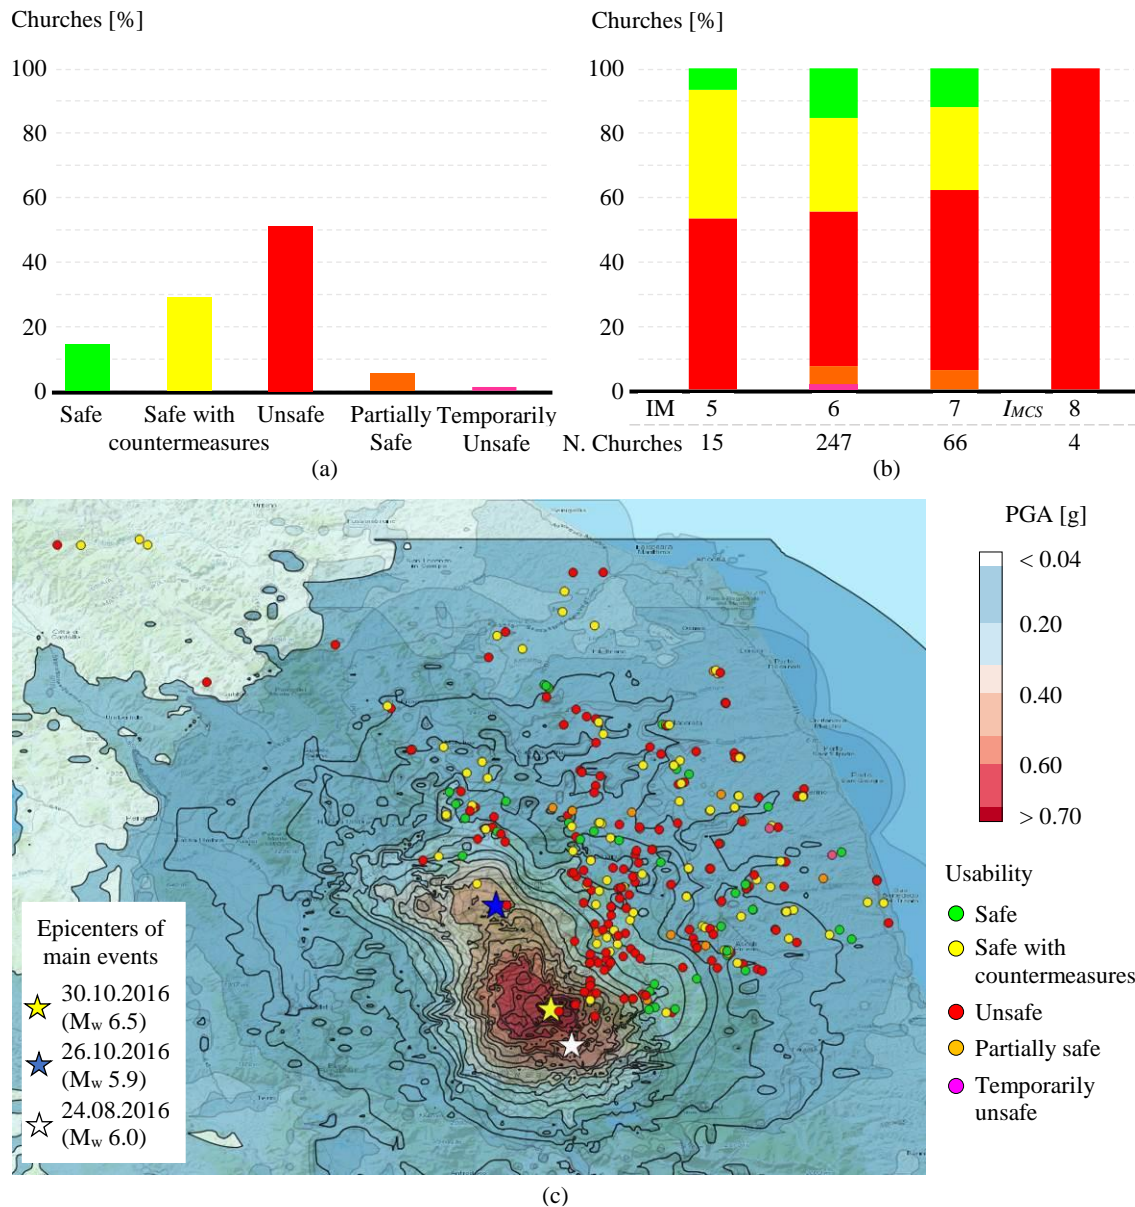 Churches [%]
100
80
60
40
20
0
Safe
Safe with
countermeasures
Unsafe
Partially
Safe
Temporarily
Unsafe
(a)
Churches [%]
100
80
60
40
20
0
IM 5 6 7 I_MCS 8
N. Churches 15 247 66 4
(b)
PGA [g]
< 0.04
0.20
0.40
0.60
> 0.70
Usability
Safe
Safe with
countermeasures
Unsafe
Partially safe
Temporarily
unsafe
Epicenters of
main events
30.10.2016
(Mw 6.5)
26.10.2016
(Mw 5.9)
24.08.2016
(Mw 6.0)
(c)